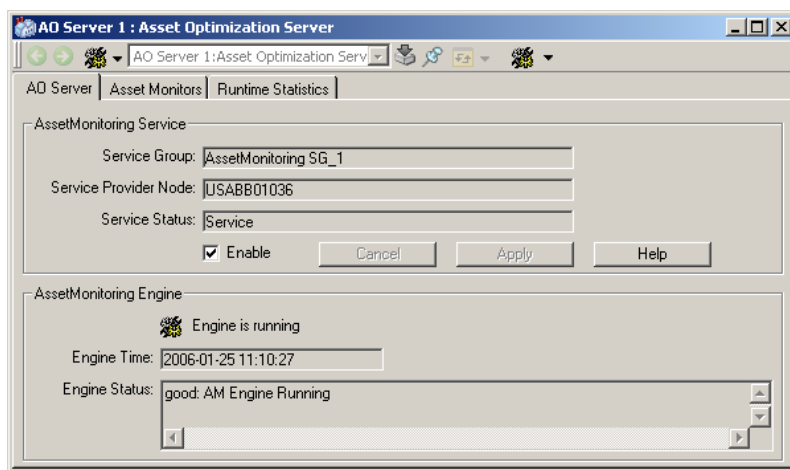 AO Server 1 : Asset Optimization Server
AO Server 1:Asset Optimization Serv
AO Server Asset Monitors Runtime Statistics
AssetMonitoring Service
Service Group: AssetMonitoring SG_1
Service Provider Node: USABB01036
Service Status: Service
Enable Cancel Apply Help
AssetMonitoring Engine
Engine is running
Engine Time: 2006-01-25 11:10:27
Engine Status: good: AM Engine Running